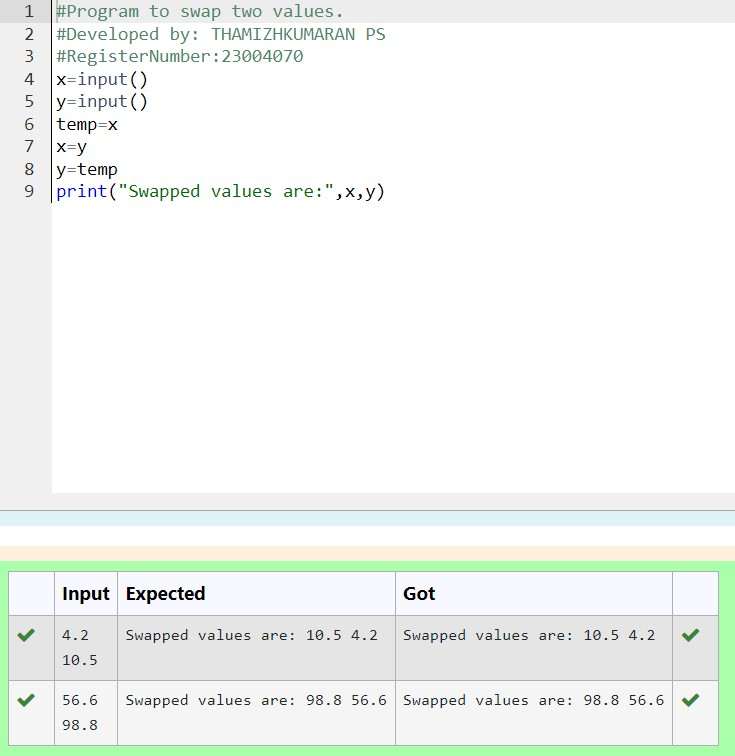 1 #Program to swap two values.
2 #Developed by: THAMIZHKUMARAN PS
3 #RegisterNumber:23004070
4 x=input()
5 y=input()
6 temp=x
7 x=y
8 y=temp
9 print("Swapped values are:",x,y)
Input Expected Got
4.2 Swapped values are: 10.5 4.2 Swapped values are: 10.5 4.2
10.5
56.6 Swapped values are: 98.8 56.6 Swapped values are: 98.8 56.6
98.8